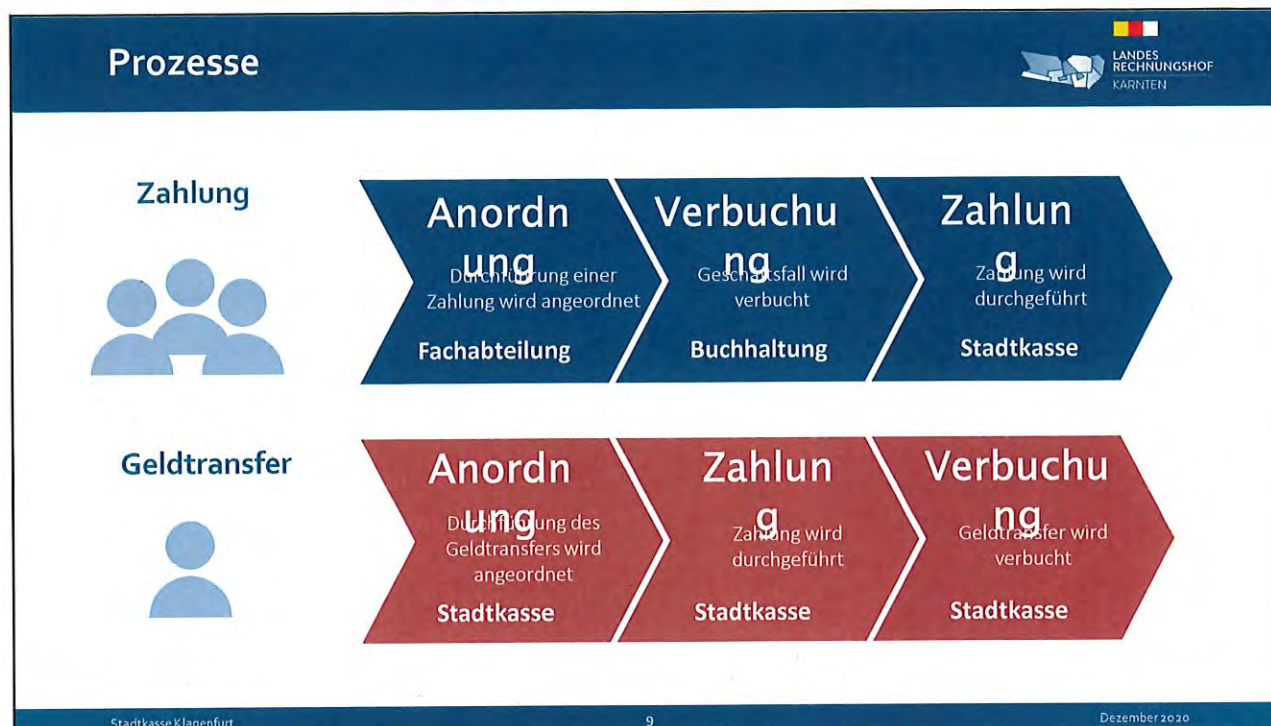 Prozesse
LANDES
RECHNUNGSHOF
KÄRNTEN
Zahlung
Anordn
ung
Durchführung einer
Zahlung wird angeordnet
Fachabteilung
Verbuchu
ng
Geschäftsfall wird
verbucht
Buchhaltung
Zahlun
g
Zahlung wird
durchgeführt
Stadtkasse
Geldtransfer
Anordn
ung
Durchführung des
Geldtransfers wird
angeordnet
Stadtkasse
Zahlun
g
Zahlung wird
durchgeführt
Stadtkasse
Verbuchu
ng
Geldtransfer wird
verbucht
Stadtkasse
Stadtkasse Klagenfurt
9
Dezember 2020